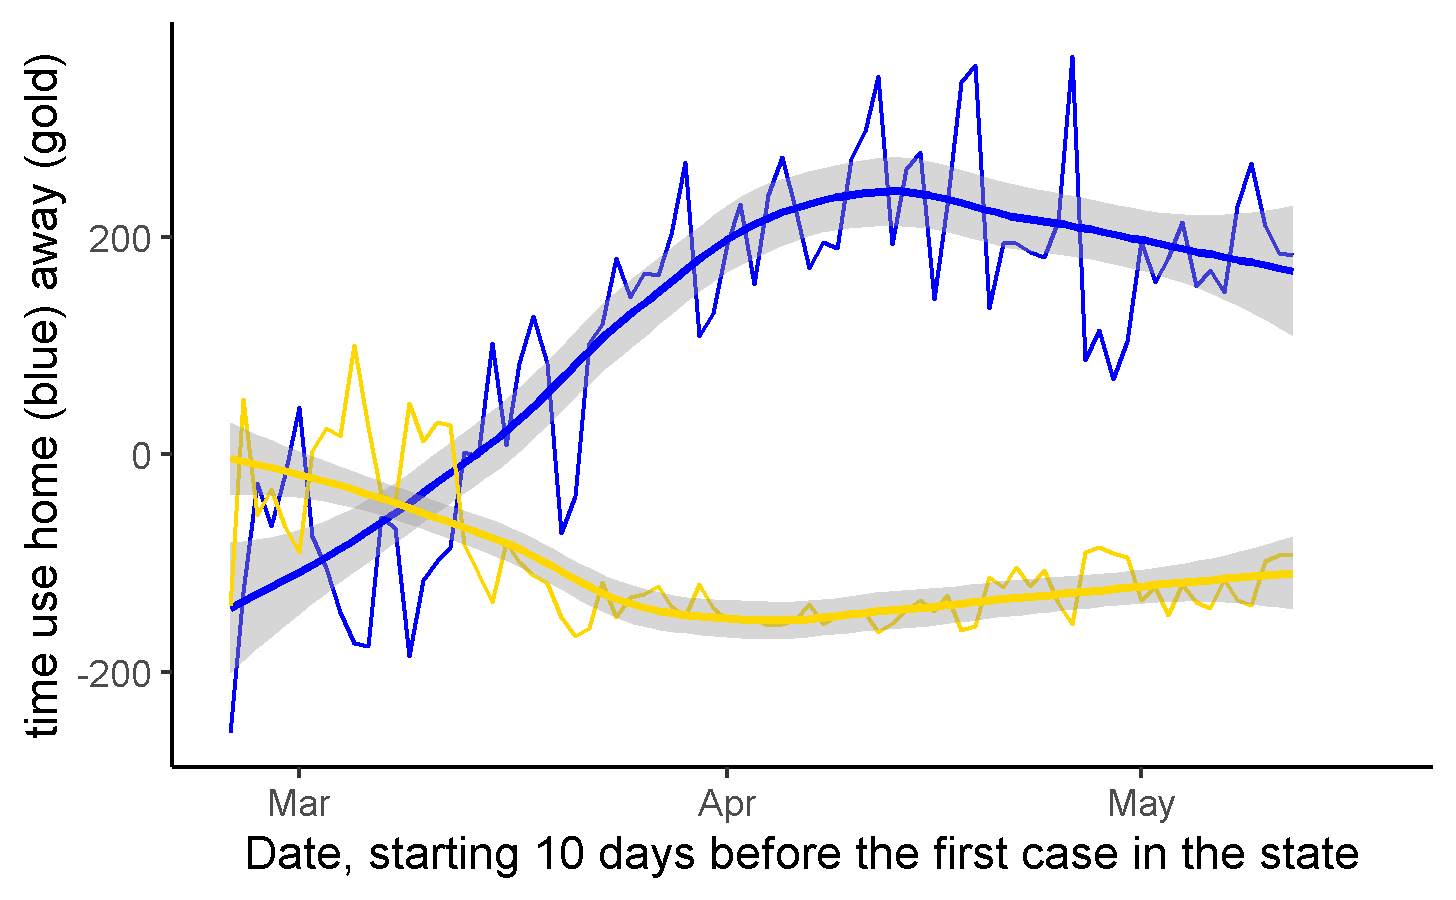 time use home (blue) away (gold)
200
0
-200
Mar Apr May
Date, starting 10 days before the first case in the state